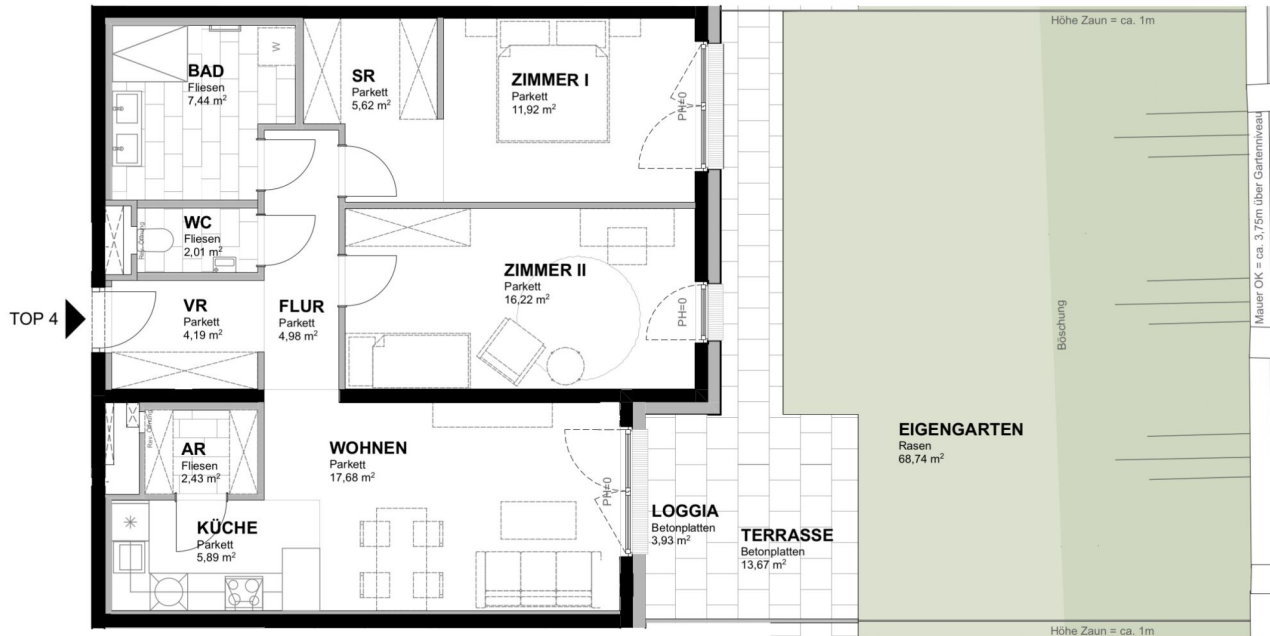 Höhe Zaun = ca. 1m
BAD
Fliesen
7,44 m²
W
SR
Parkett
5,62 m²
ZIMMER I
Parkett
11,92 m²
PH=0
WC
Fliesen
2,01 m²
Rev. Öffnung
ZIMMER II
Parkett
16,22 m²
PH=0
TOP 4
VR
Parkett
4,19 m²
FLUR
Parkett
4,98 m²
Böschung
Mauer OK = ca. 3,75m über Gartenniveau
Rev. Öffnung
AR
Fliesen
2,43 m²
WOHNEN
Parkett
17,68 m²
PH=0
EIGENGARTEN
Rasen
68,74 m²
KÜCHE
Parkett
5,89 m²
LOGGIA
Betonplatten
3,93 m²
TERRASSE
Betonplatten
13,67 m²
Höhe Zaun = ca. 1m